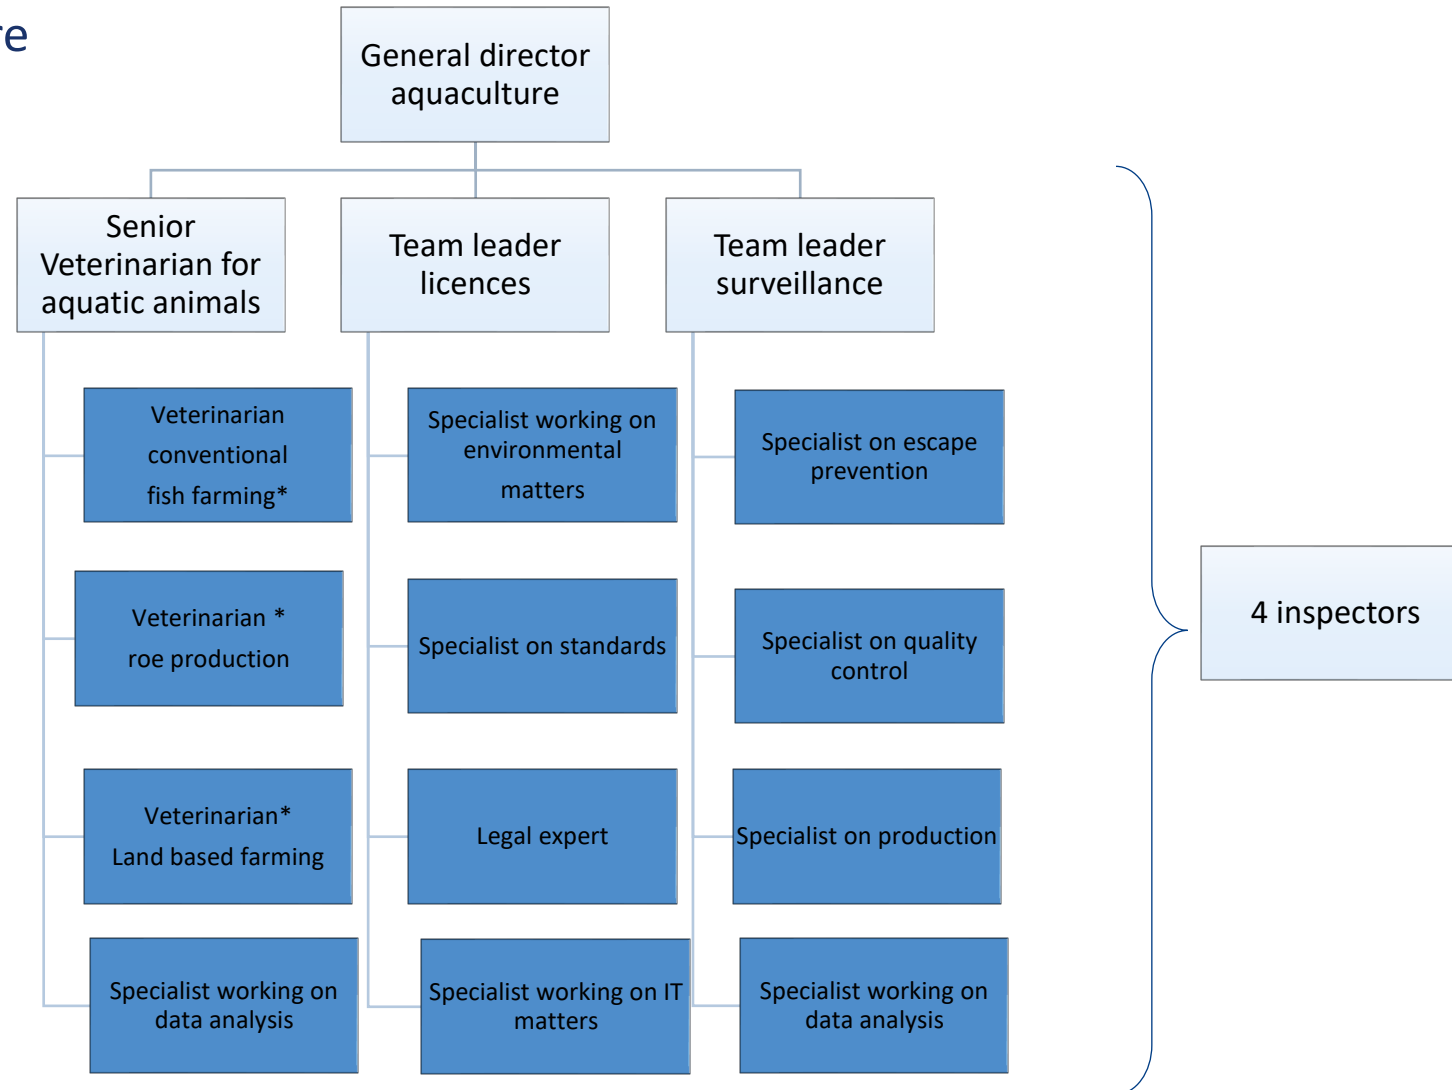 re
General director
aquaculture
Senior
Veterinarian for
aquatic animals
Team leader
licences
Team leader
surveillance
Veterinarian
conventional
fish farming*
Specialist working on
environmental
matters
Specialist on escape
prevention
Veterinarian *
roe production
Specialist on standards
Specialist on quality
control
4 inspectors
Veterinarian*
Land based farming
Legal expert
Specialist on production
Specialist working on
data analysis
Specialist working on IT
matters
Specialist working on
data analysis